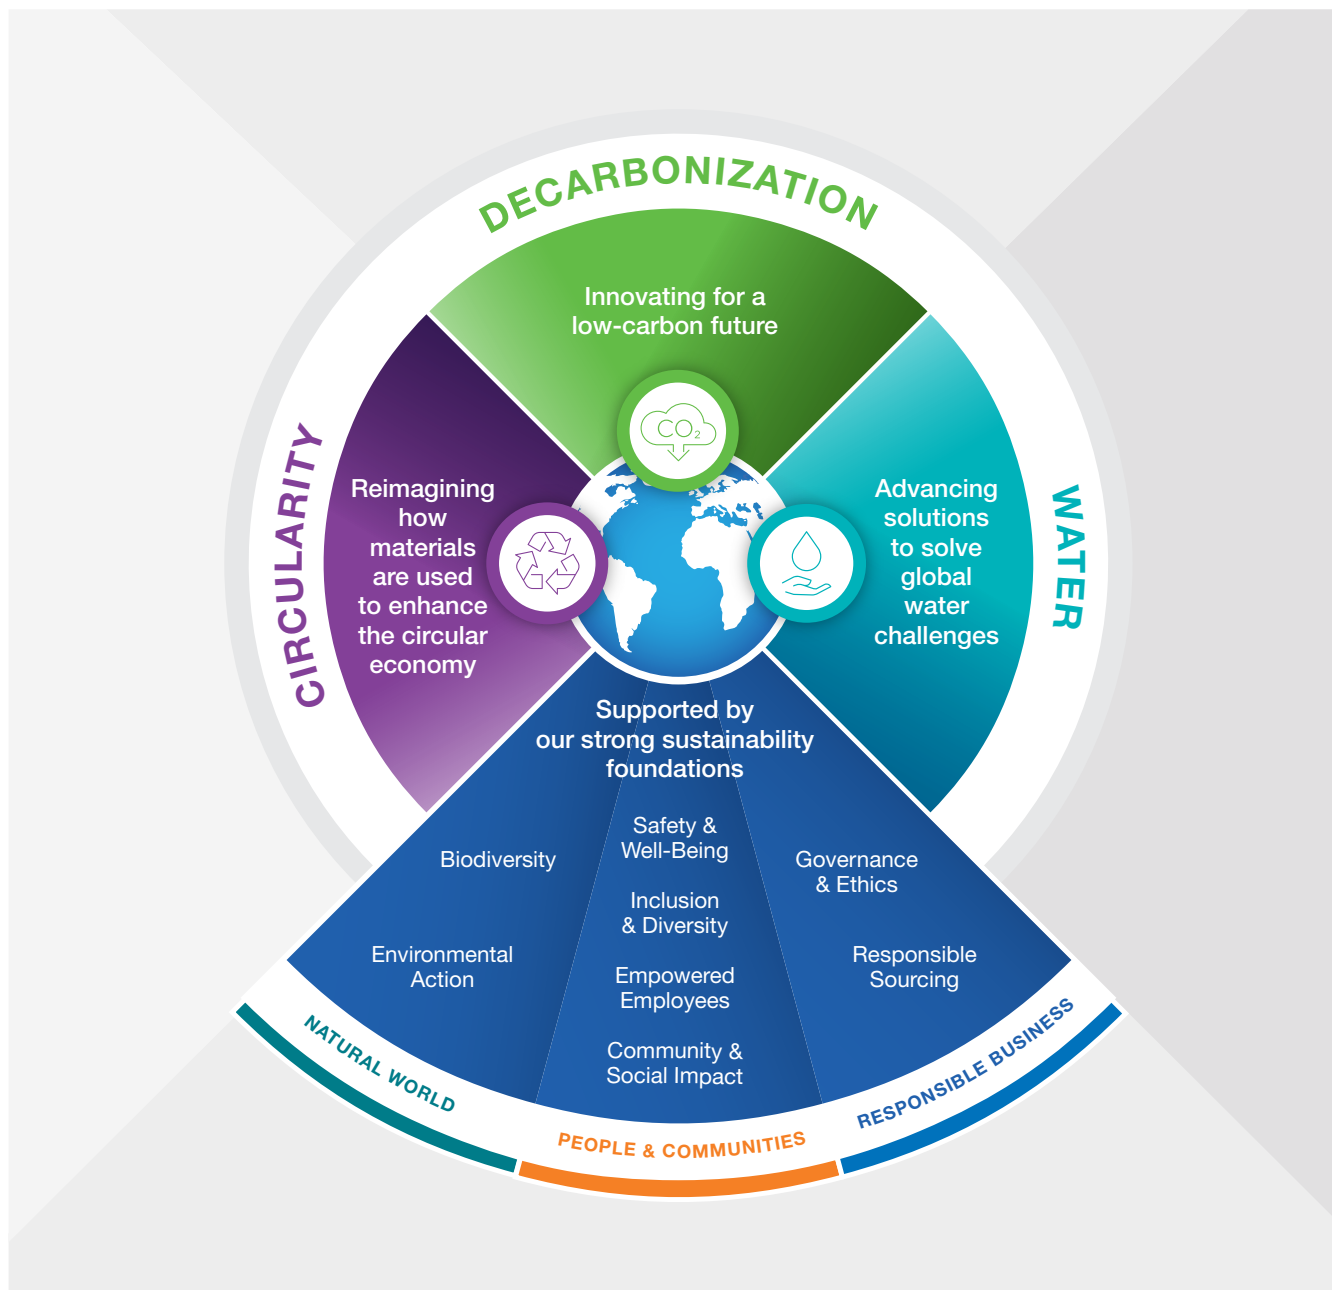 DECARBONIZATION
Innovating for a
low-carbon future
CO2
CIRCULARITY
Reimagining
how
materials
are used
to enhance
the circular
economy
WATER
Advancing
solutions
to solve
global
water
challenges
Supported by
our strong sustainability
foundations
Biodiversity
Environmental
Action
Safety &
Well-Being
Inclusion
& Diversity
Empowered
Employees
Community &
Social Impact
Governance
& Ethics
Responsible
Sourcing
NATURAL WORLD
PEOPLE & COMMUNITIES
RESPONSIBLE BUSINESS